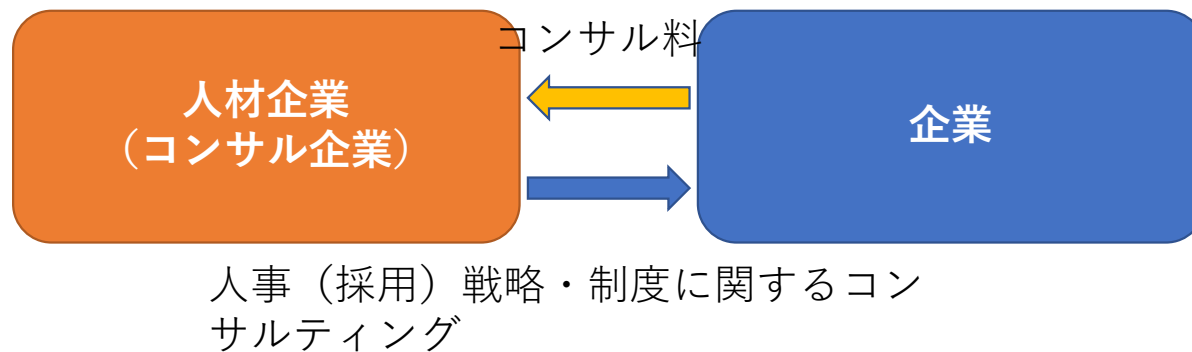 コンサル料
人材企業
（コンサル企業）
企業
人事（採用）戦略・制度に関するコン
サルティング